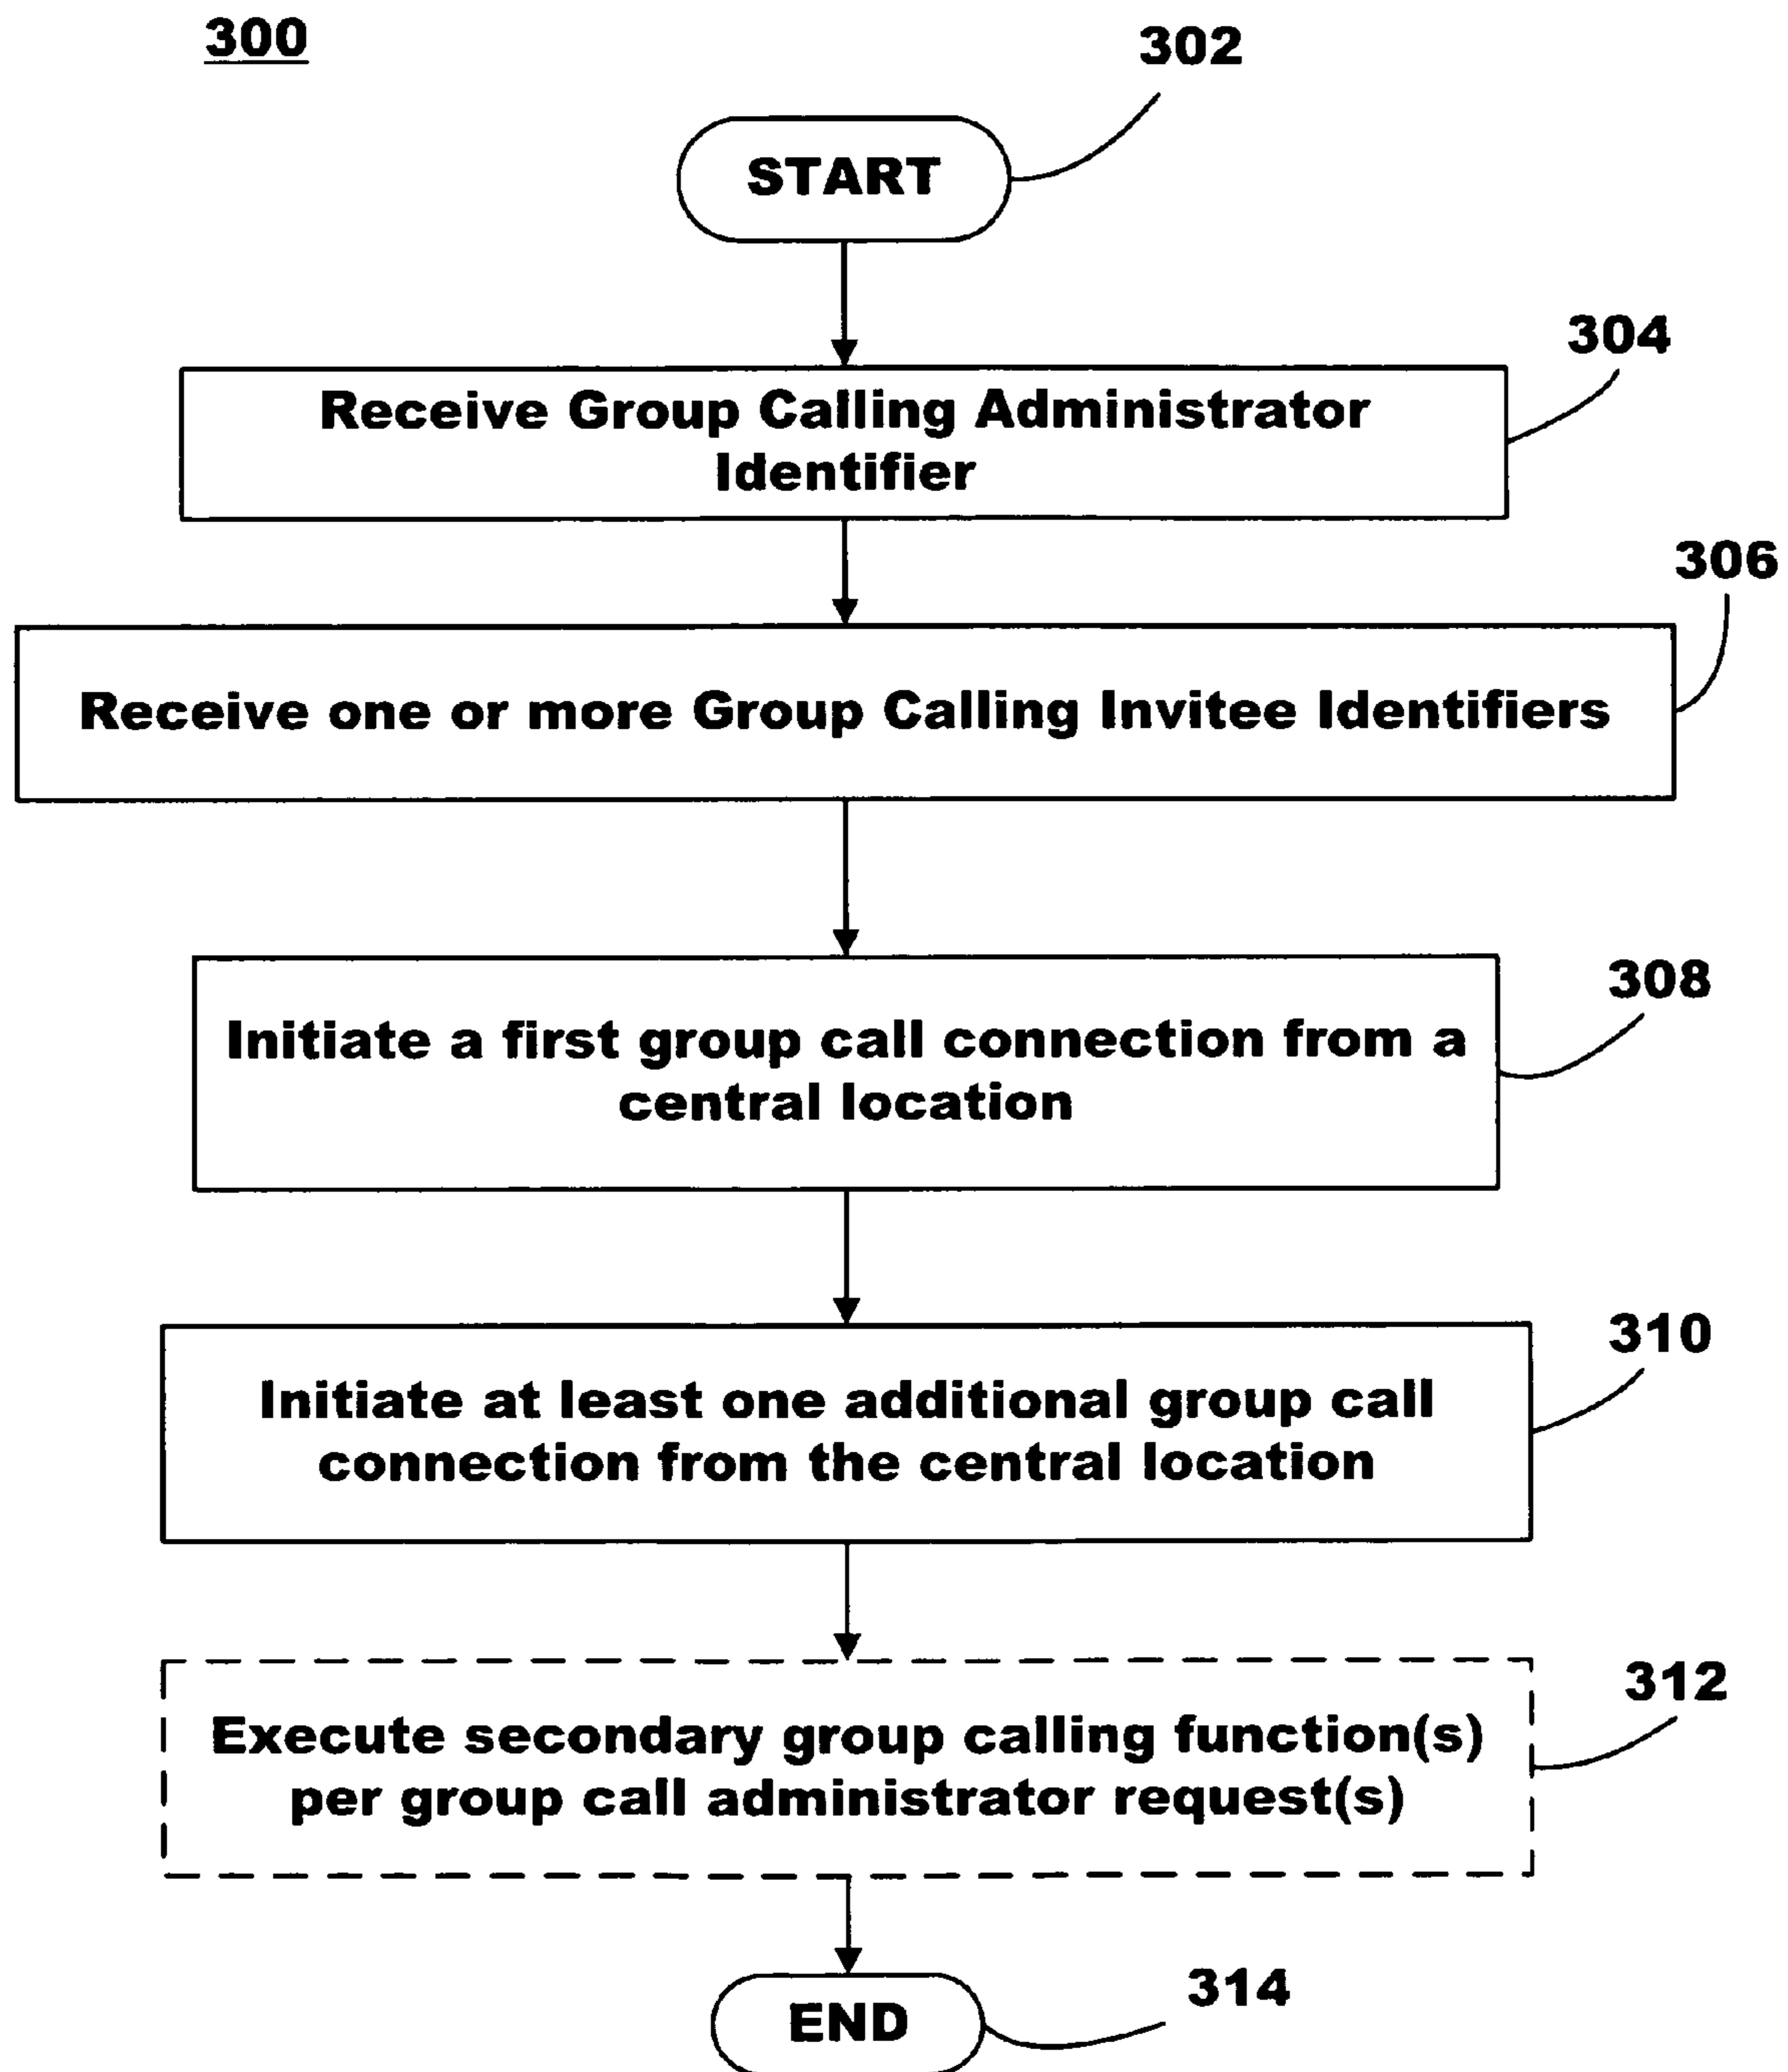 300
302
START
304
Receive Group Calling Administrator
Identifier
306
Receive one or more Group Calling Invitee Identifiers
308
Initiate a first group call connection from a
central location
310
Initiate at least one additional group call
connection from the central location
312
Execute secondary group calling function(s)
per group call administrator request(s)
314
END